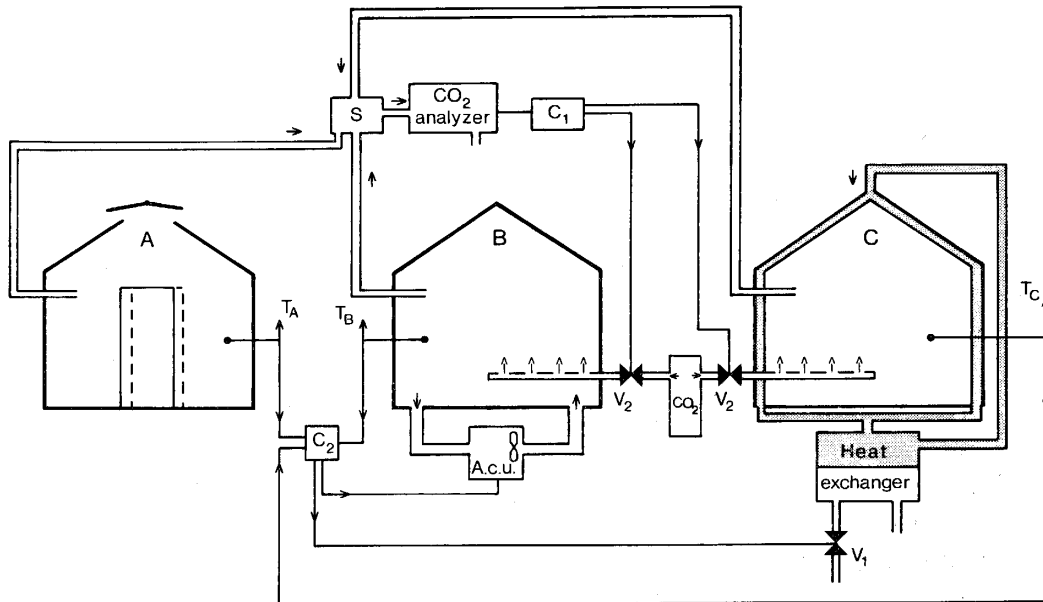 S
CO2
analyzer
C1
A
B
C
TA
TB
TC
V2
CO2
V2
C2
A.c.u.
Heat
exchanger
V1